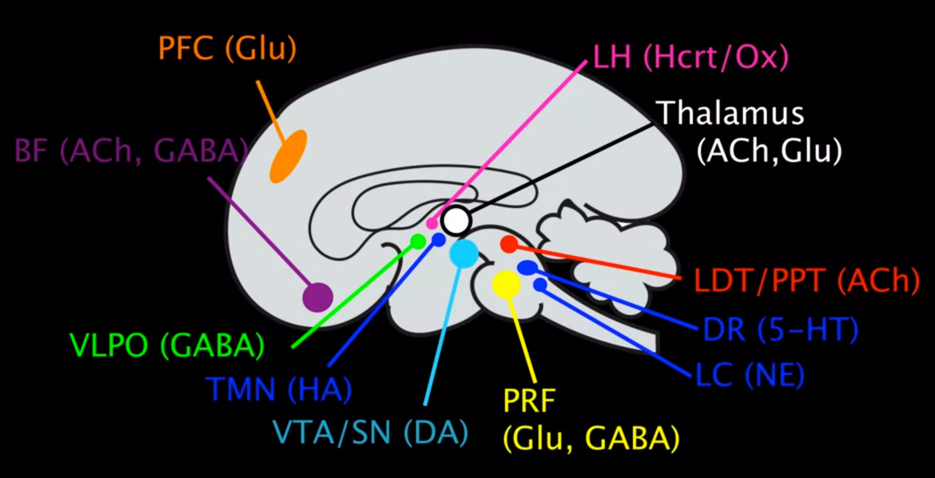 PFC (Glu)
LH (Hcrt/Ox)
Thalamus
(ACh,Glu)
BF (ACh, GABA)
LDT/PPT (ACh)
DR (5-HT)
VLPO (GABA)
LC (NE)
TMN (HA)
PRF
(Glu, GABA)
VTA/SN (DA)